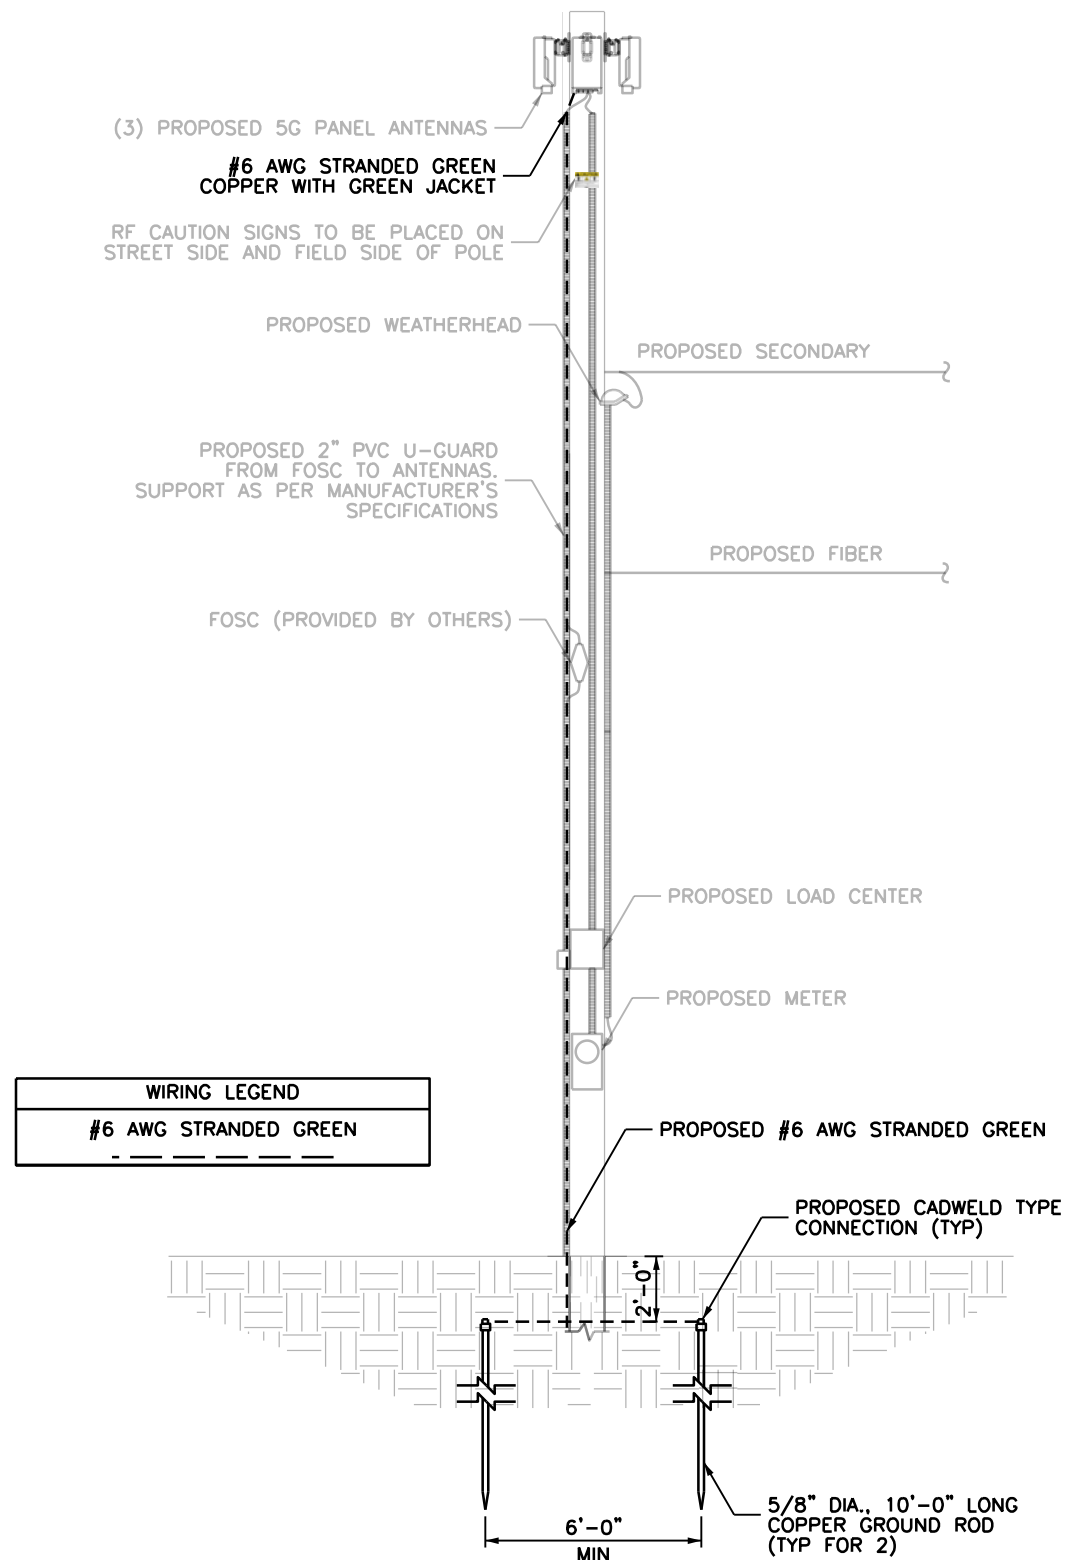 (3) PROPOSED 5G PANEL ANTENNAS
#6 AWG STRANDED GREEN
COPPER WITH GREEN JACKET
RF CAUTION SIGNS TO BE PLACED ON
STREET SIDE AND FIELD SIDE OF POLE
PROPOSED WEATHERHEAD
PROPOSED SECONDARY
PROPOSED 2" PVC U-GUARD
FROM FOSC TO ANTENNAS.
SUPPORT AS PER MANUFACTURER'S
SPECIFICATIONS
PROPOSED FIBER
FOSC (PROVIDED BY OTHERS)
PROPOSED LOAD CENTER
PROPOSED METER
WIRING LEGEND
#6 AWG STRANDED GREEN
PROPOSED #6 AWG STRANDED GREEN
PROPOSED CADWELD TYPE
CONNECTION (TYP)
2'-0"
5/8" DIA., 10'-0" LONG
COPPER GROUND ROD
(TYP FOR 2)
6'-0"
MIN